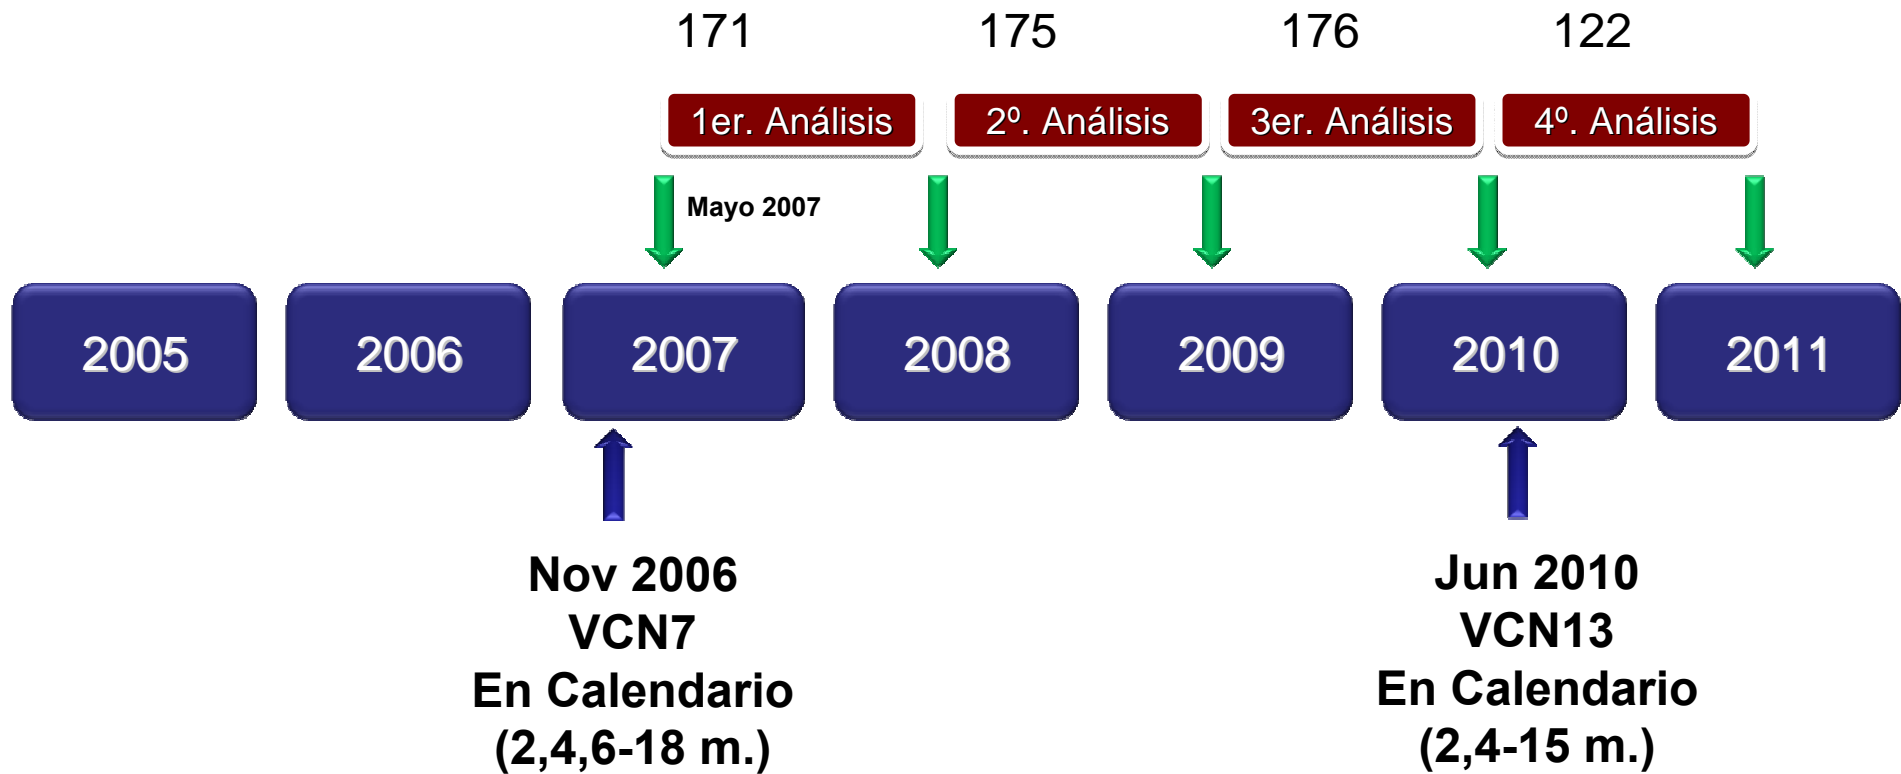 171 175 176 122
1er. Análisis 2º. Análisis 3er. Análisis 4º. Análisis
Mayo 2007
2005 2006 2007 2008 2009 2010 2011
Nov 2006
VCN7
En Calendario
(2,4,6-18 m.)
Jun 2010
VCN13
En Calendario
(2,4-15 m.)